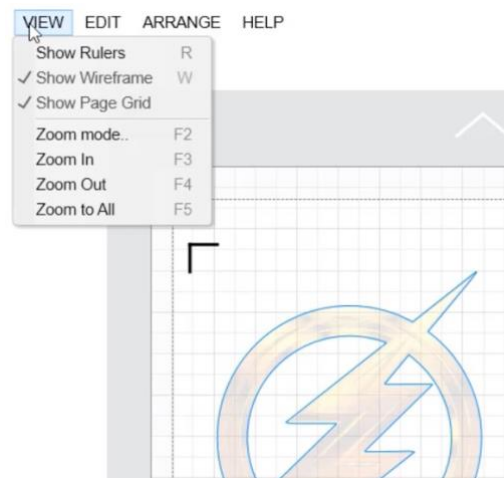 VIEW EDIT ARRANGE HELP
Show Rulers R
Show Wireframe W
Show Page Grid
Zoom mode.. F2
Zoom In F3
Zoom Out F4
Zoom to All F5